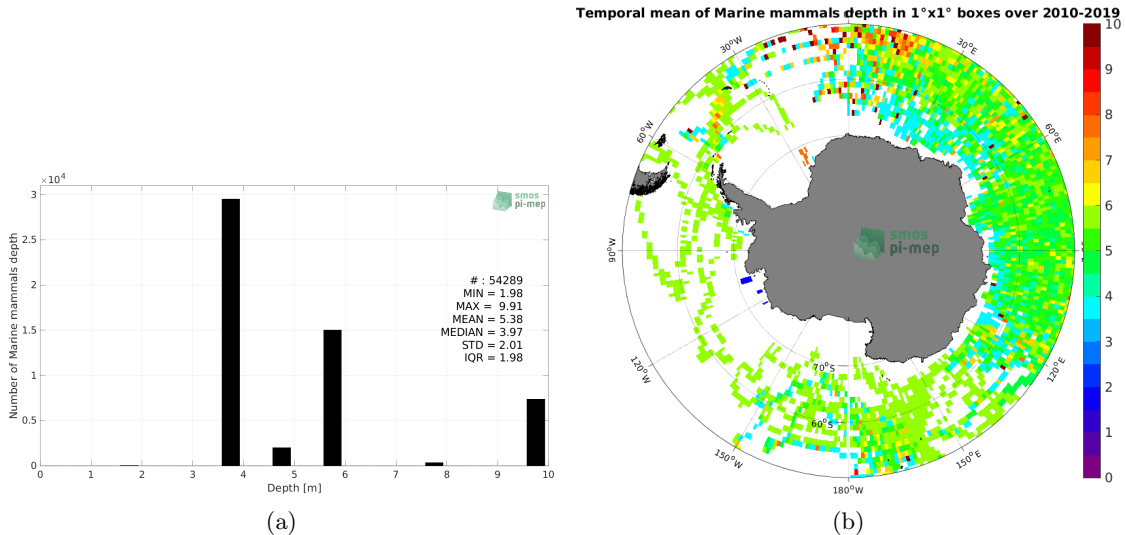 ×10⁴
3
2.5
2
1.5
1
0.5
0
0 1 2 3 4 5 6 7 8 9 10
Number of Marine mammals depth
Depth [m]
smos
pi-mep
# : 54289
MIN = 1.98
MAX = 9.91
MEAN = 5.38
MEDIAN = 3.97
STD = 2.01
IQR = 1.98
(a)
Temporal mean of Marine mammals depth in 1°x1° boxes over 2010-2019
30°W
30°E
60°W
60°E
90°W
120°W
120°E
150°W
150°E
180°W
70°S
60°S
smos
pi-mep
10
9
8
7
6
5
4
3
2
1
0
(b)